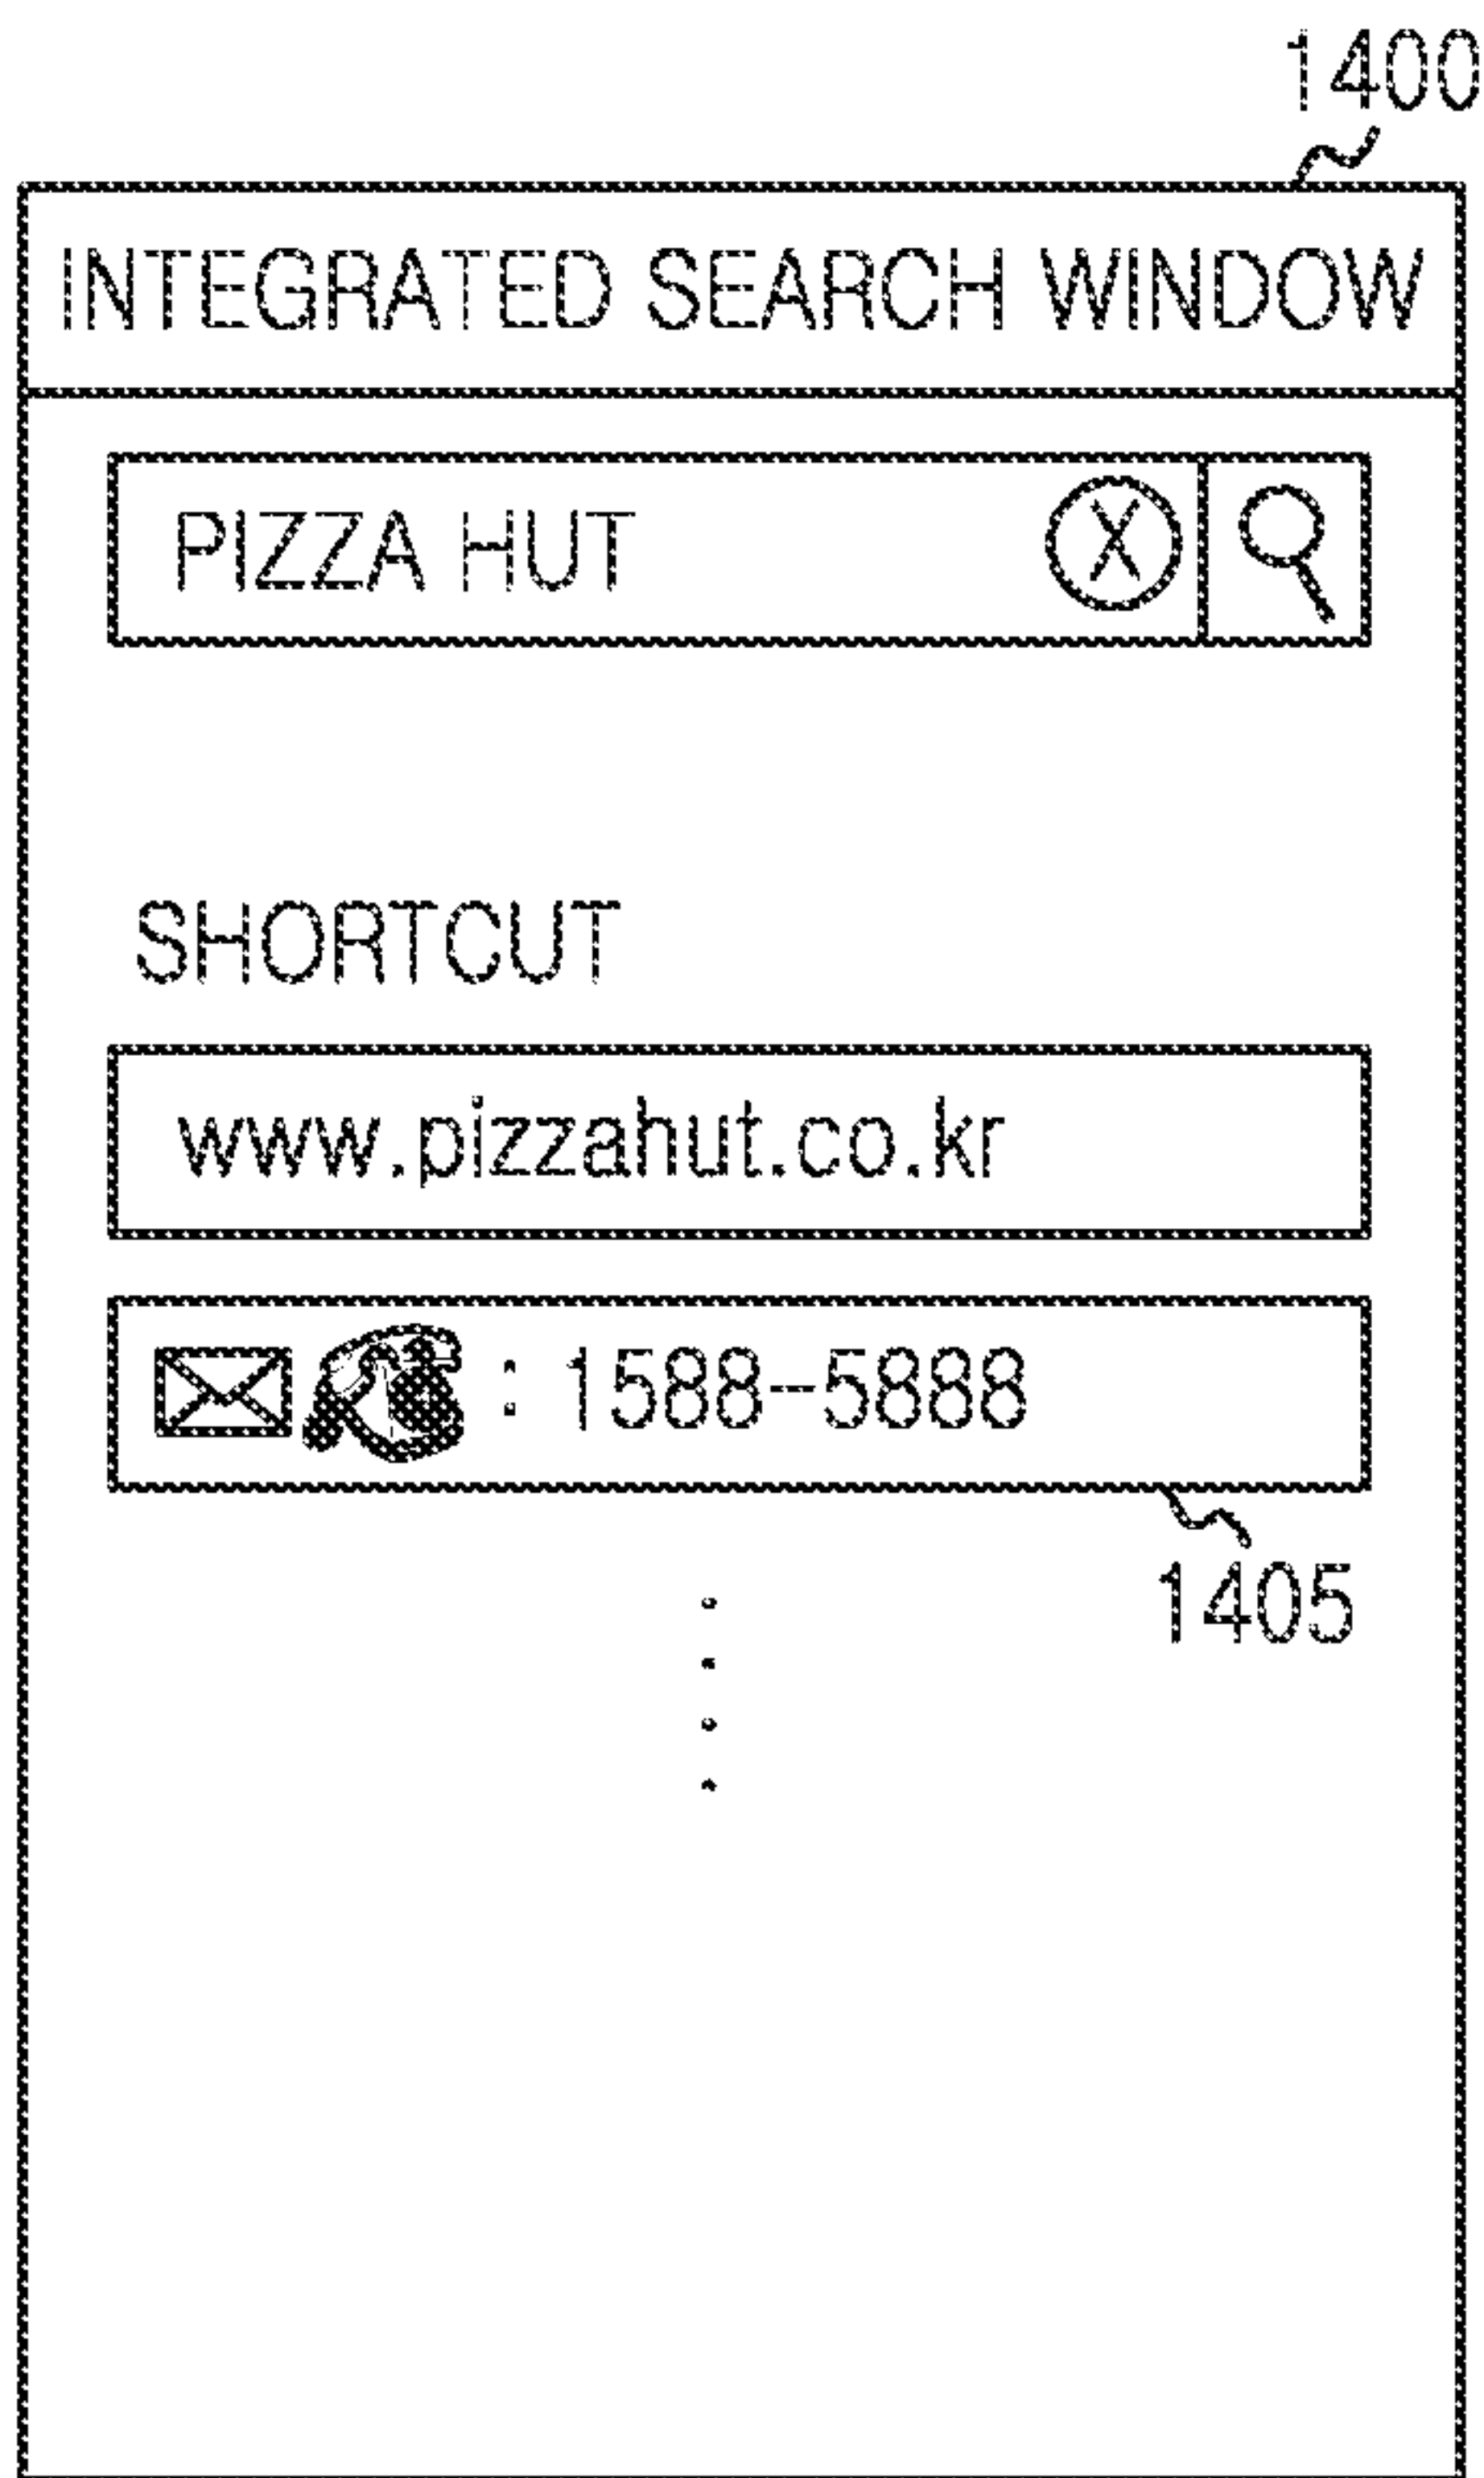 1400
INTEGRATED SEARCH WINDOW
PIZZA HUT X
SHORTCUT
www.pizzahut.co.kr
: 1588-5888
1405